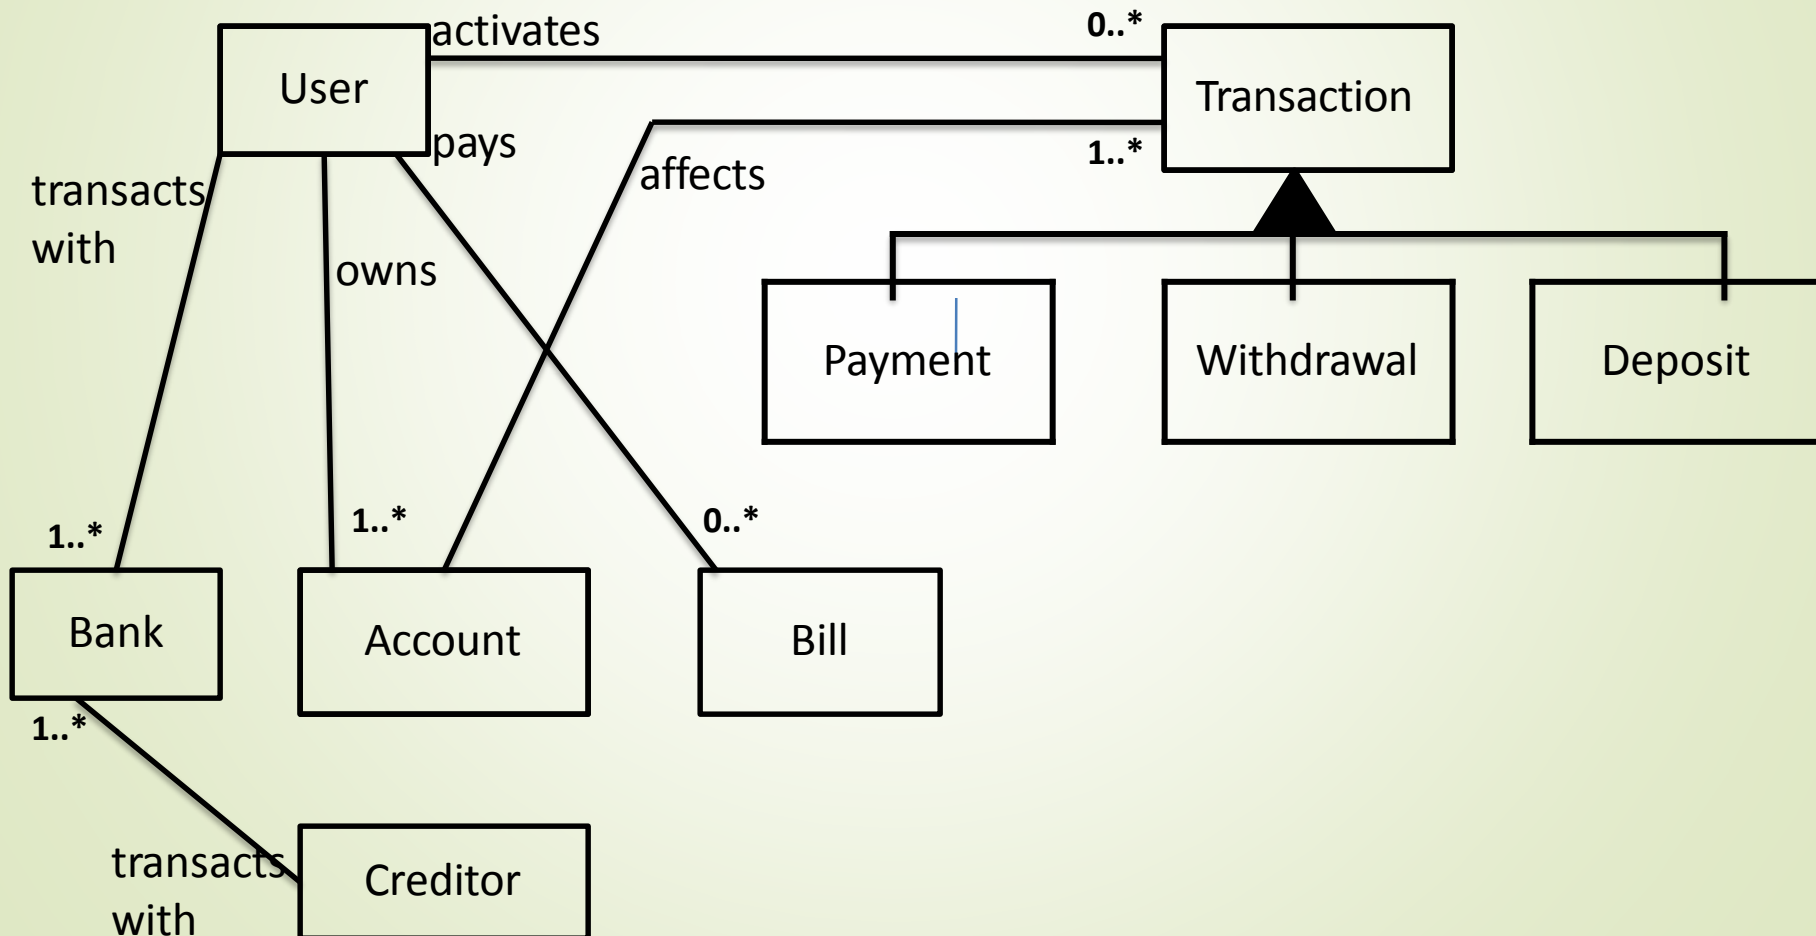 activates
0..*
User
Transaction
pays
1..*
affects
transacts
with
owns
Payment
Withdrawal
Deposit
1..*
1..*
0..*
Bank
Account
Bill
1..*
transacts
with
Creditor